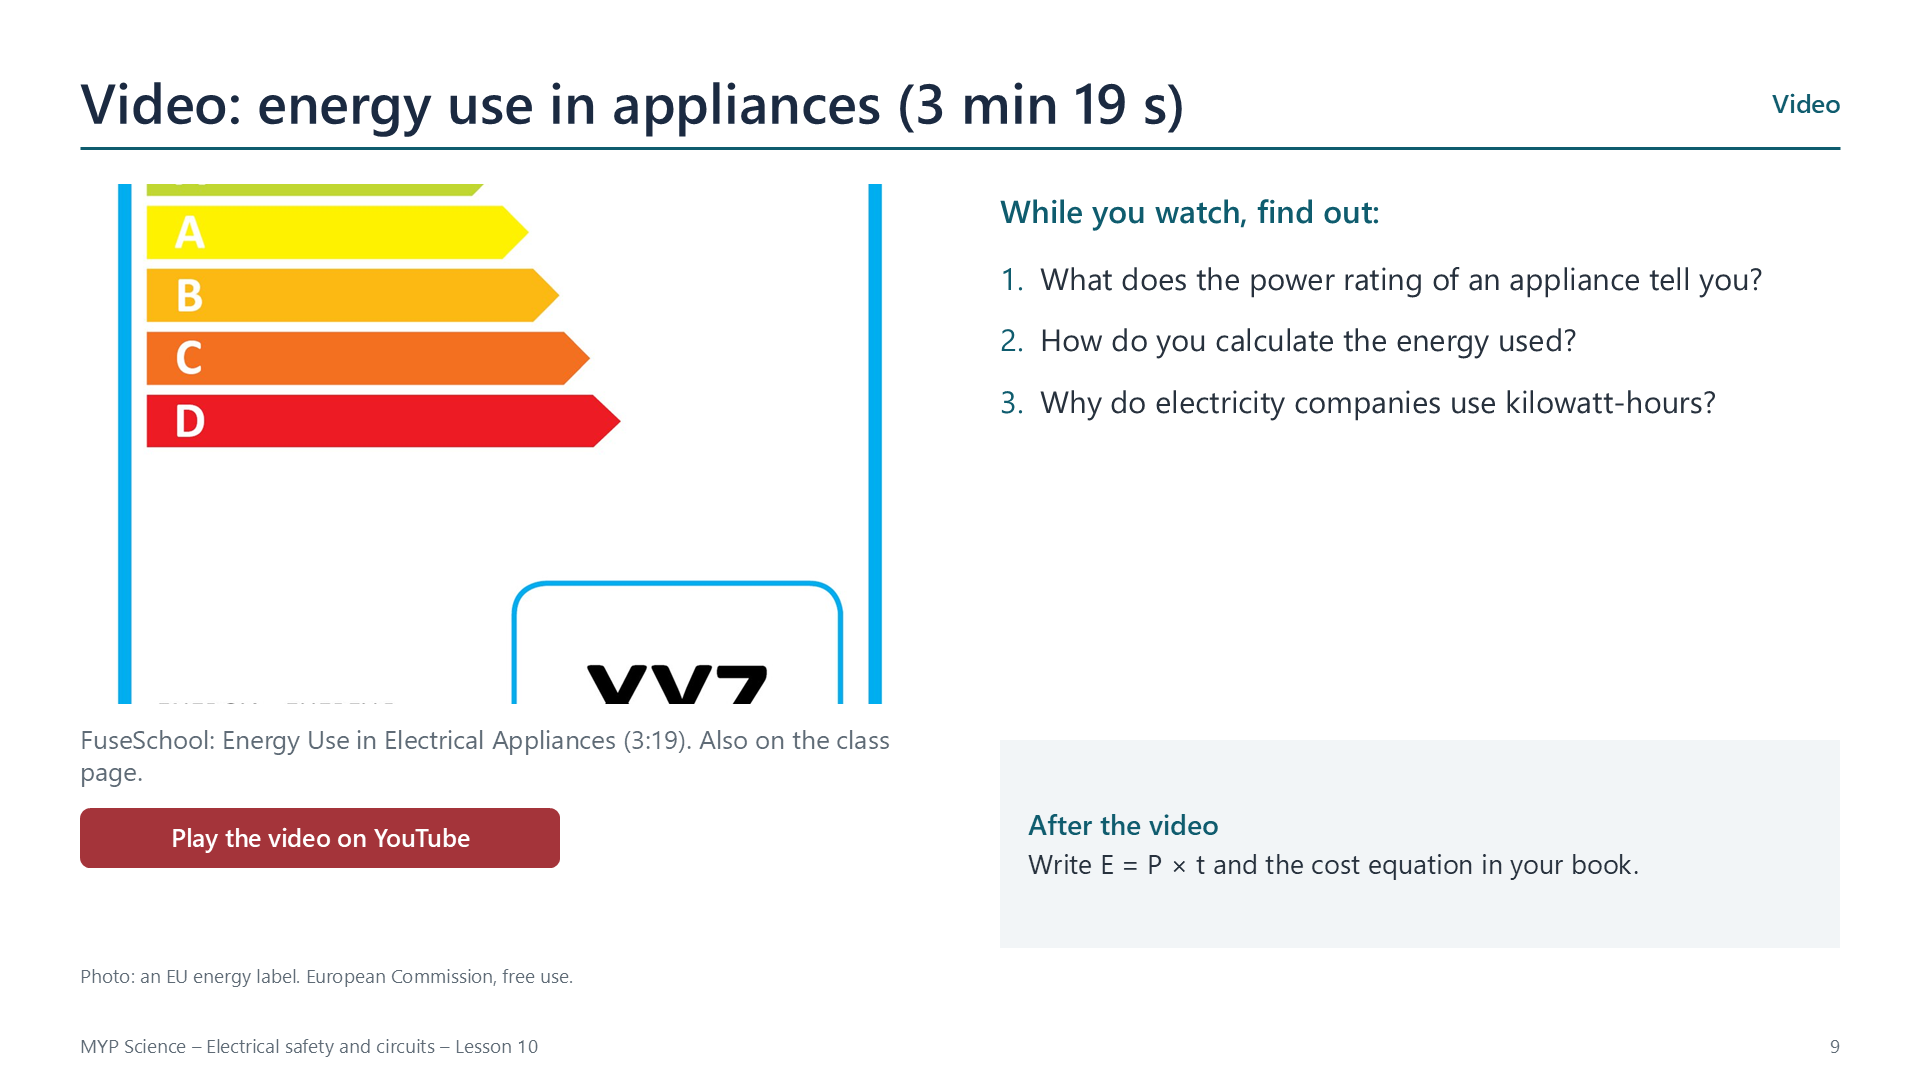 Video: energy use in appliances (3 min 19 s)
Video
A
B
C
D
XYZ
FuseSchool: Energy Use in Electrical Appliances (3:19). Also on the class
page.
Play the video on YouTube
While you watch, find out:
1. What does the power rating of an appliance tell you?
2. How do you calculate the energy used?
3. Why do electricity companies use kilowatt-hours?
After the video
Write E = P × t and the cost equation in your book.
Photo: an EU energy label. European Commission, free use.
MYP Science – Electrical safety and circuits – Lesson 10
9